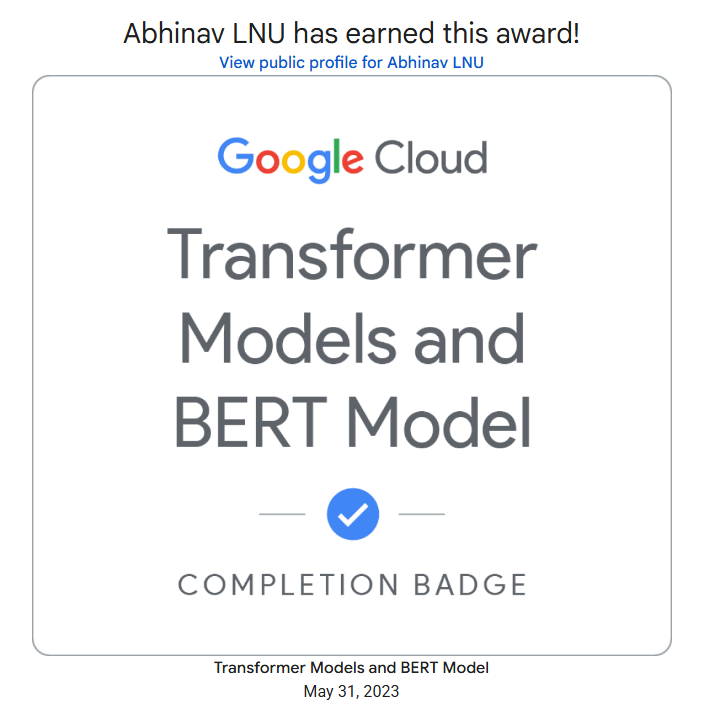 Abhinav LNU has earned this award!
View public profile for Abhinav LNU
Google Cloud
Transformer
Models and
BERT Model
COMPLETION BADGE
Transformer Models and BERT Model
May 31, 2023